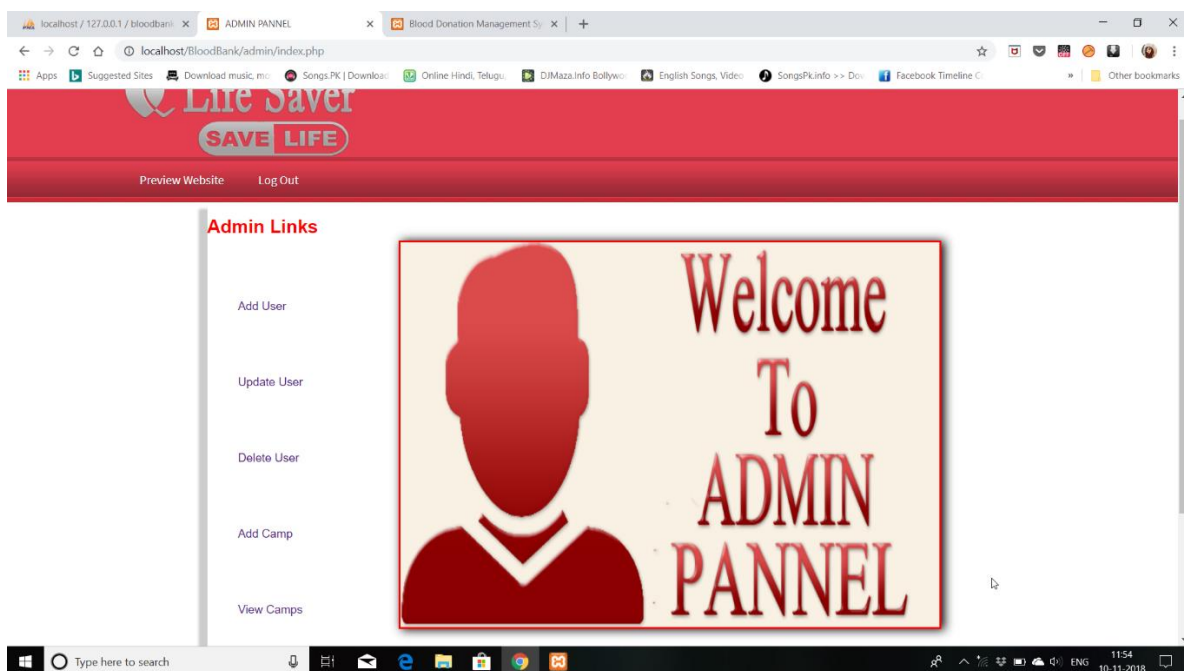 localhost / 127.0.0.1 / bloodbank
ADMIN PANNEL
Blood Donation Management Sy
localhost/BloodBank/admin/index.php
Apps
Suggested Sites
Download music, mo
Songs.PK | Download
Online Hindi, Telugu,
DJMaza.Info Bollywoo
English Songs, Video
SongsPk.info >> Do
Facebook Timeline C
»
Other bookmarks
Life Saver
SAVE LIFE
Preview Website
Log Out
Admin Links
Add User
Update User
Delete User
Add Camp
View Camps
Welcome
To
ADMIN
PANNEL
Type here to search
ENG
11:54
10-11-2018